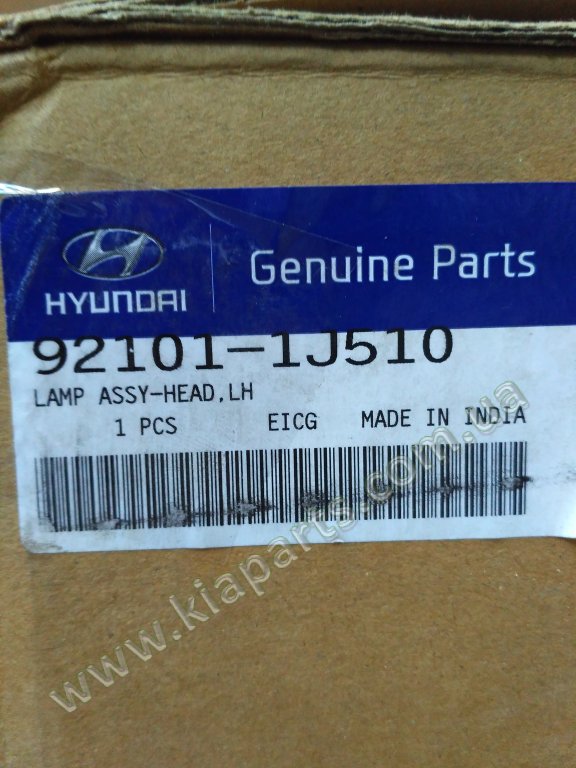 HYUNDAI
Genuine Parts
92101-1J510
LAMP ASSY-HEAD,LH
1 PCS EICG MADE IN INDIA
www.kiaparts.com.ua